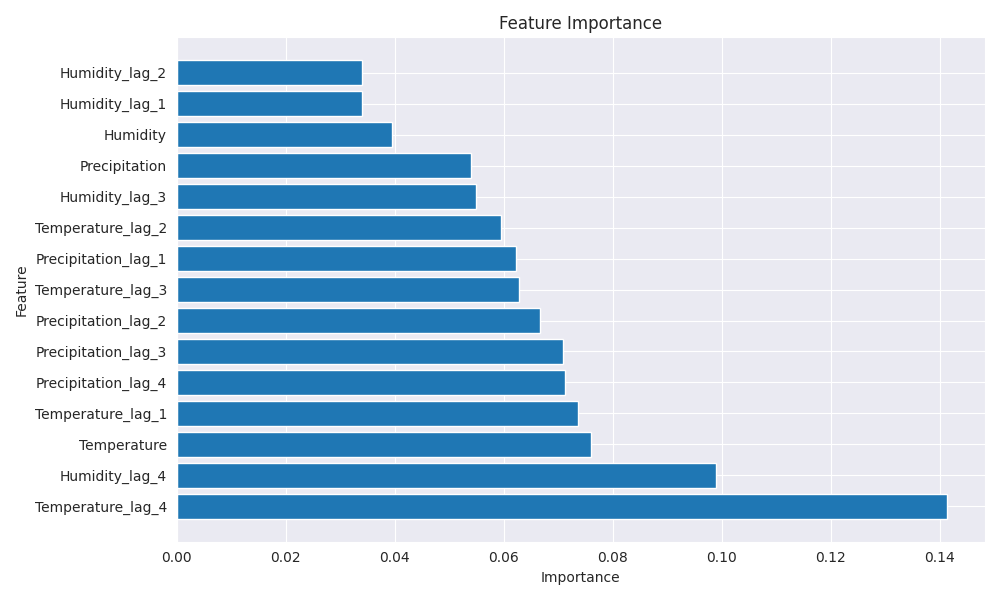 Feature Importance
Feature
Humidity_lag_2
Humidity_lag_1
Humidity
Precipitation
Humidity_lag_3
Temperature_lag_2
Precipitation_lag_1
Temperature_lag_3
Precipitation_lag_2
Precipitation_lag_3
Precipitation_lag_4
Temperature_lag_1
Temperature
Humidity_lag_4
Temperature_lag_4
0.00 0.02 0.04 0.06 0.08 0.10 0.12 0.14
Importance